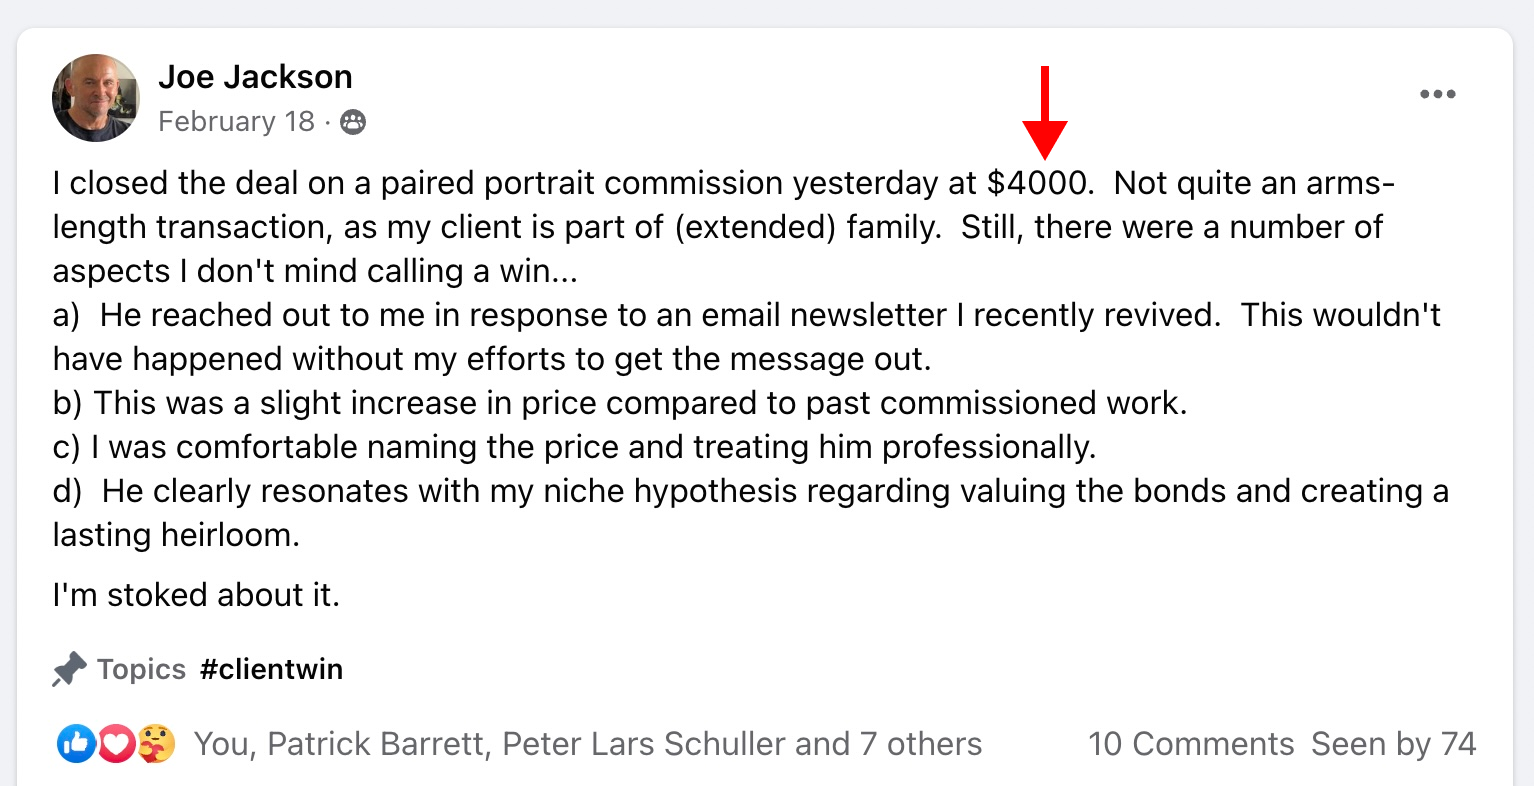 Joe Jackson
February 18 ·
I closed the deal on a paired portrait commission yesterday at $4000.  Not quite an arms-
length transaction, as my client is part of (extended) family.  Still, there were a number of
aspects I don't mind calling a win...
a)  He reached out to me in response to an email newsletter I recently revived.  This wouldn't
have happened without my efforts to get the message out.
b) This was a slight increase in price compared to past commissioned work.
c) I was comfortable naming the price and treating him professionally.
d)  He clearly resonates with my niche hypothesis regarding valuing the bonds and creating a
lasting heirloom.
I'm stoked about it.
Topics #clientwin
You, Patrick Barrett, Peter Lars Schuller and 7 others 10 Comments Seen by 74